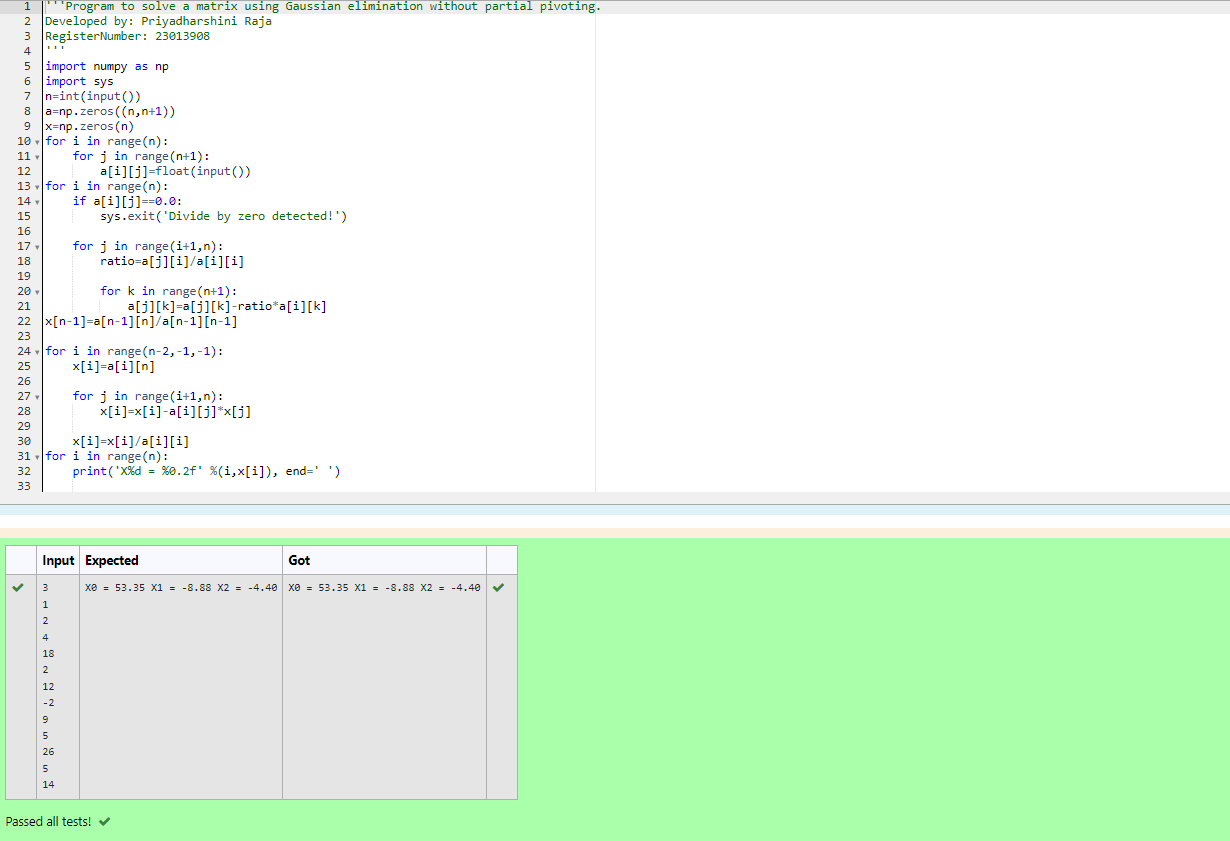 1 '''Program to solve a matrix using Gaussian elimination without partial pivoting.
2 Developed by: Priyadharshini Raja
3 RegisterNumber: 23013908
4 '''
5 import numpy as np
6 import sys
7 n=int(input())
8 a=np.zeros((n,n+1))
9 x=np.zeros(n)
10 for i in range(n):
11     for j in range(n+1):
12         a[i][j]=float(input())
13 for i in range(n):
14     if a[i][j]==0.0:
15         sys.exit('Divide by zero detected!')
16
17     for j in range(i+1,n):
18         ratio=a[j][i]/a[i][i]
19
20         for k in range(n+1):
21             a[j][k]=a[j][k]-ratio*a[i][k]
22 x[n-1]=a[n-1][n]/a[n-1][n-1]
23
24 for i in range(n-2,-1,-1):
25     x[i]=a[i][n]
26
27     for j in range(i+1,n):
28         x[i]=x[i]-a[i][j]*x[j]
29
30     x[i]=x[i]/a[i][i]
31 for i in range(n):
32     print('X%d = %0.2f' %(i,x[i]), end=' ')
33
Input Expected Got
3 X0 = 53.35 X1 = -8.88 X2 = -4.40 X0 = 53.35 X1 = -8.88 X2 = -4.40
1
2
4
18
2
12
-2
9
5
26
5
14
Passed all tests!